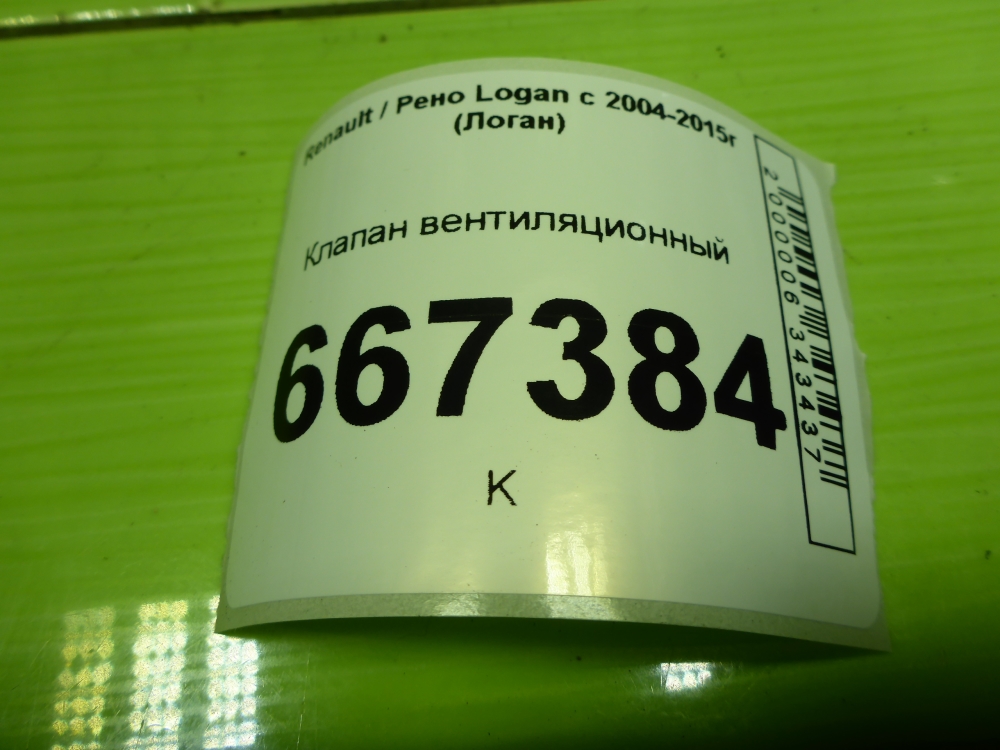 Renault / Рено Logan с 2004-2015г
(Логан)
Клапан вентиляционный
667384
К
2000006343437